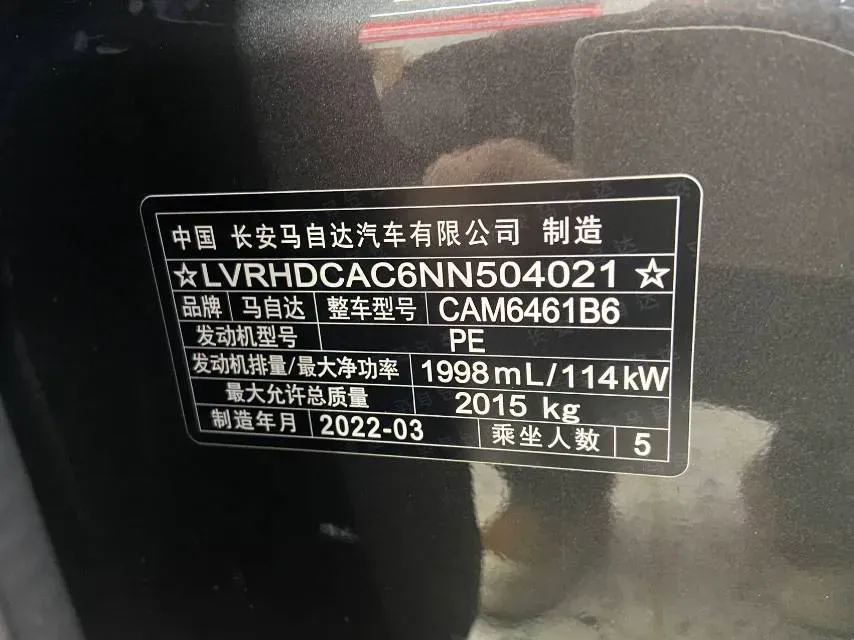 中国 长安马自达汽车有限公司 制造
☆LVRHDCAC6NN504021☆
品牌 马自达 整车型号 CAM6461B6
发动机型号 PE
发动机排量/最大净功率 1998mL/114kW
最大允许总质量 2015 kg
制造年月 2022-03 乘坐人数 5